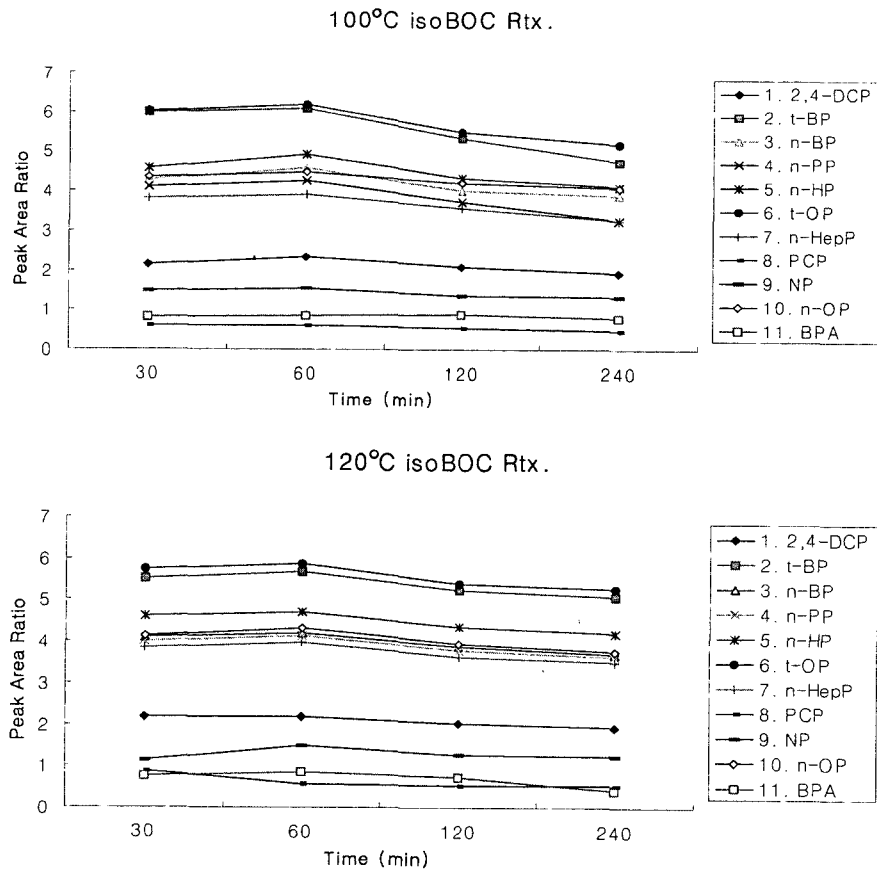 100°C isoBOC Rtx.
Peak Area Ratio
7
6
5
4
3
2
1
0
30
60
120
240
Time (min)
1. 2,4-DCP
2. t-BP
3. n-BP
4. n-PP
5. n-HP
6. t-OP
7. n-HepP
8. PCP
9. NP
10. n-OP
11. BPA
120°C isoBOC Rtx.
Peak Area Ratio
7
6
5
4
3
2
1
0
30
60
120
240
Time (min)
1. 2,4-DCP
2. t-BP
3. n-BP
4. n-PP
5. n-HP
6. t-OP
7. n-HepP
8. PCP
9. NP
10. n-OP
11. BPA